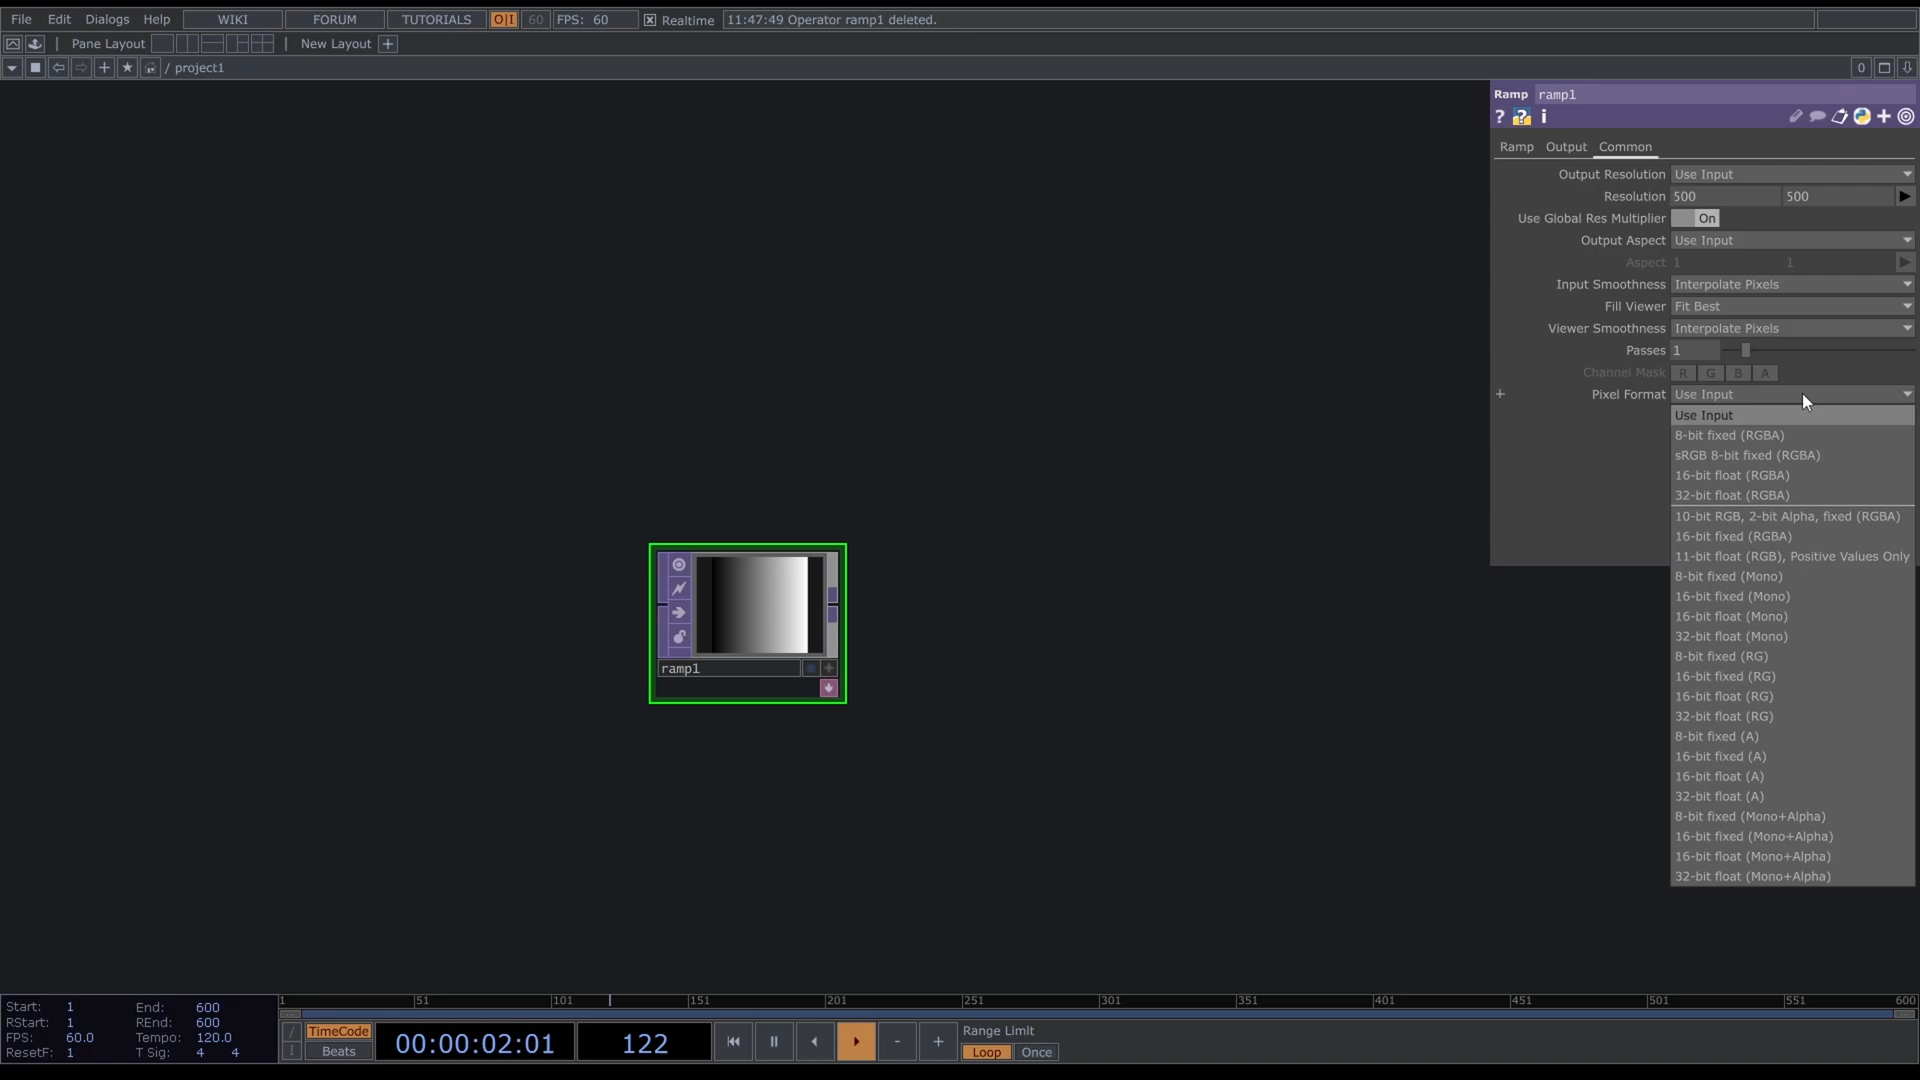 File Edit Dialogs Help WIKI FORUM TUTORIALS O|I 60 FPS: 60 Realtime 11:47:49 Operator ramp1 deleted.
Pane Layout New Layout +
/ project1 0
Ramp ramp1
? ? i
Ramp Output Common
Output Resolution Use Input
Resolution 500 500
Use Global Res Multiplier On
Output Aspect Use Input
Aspect 1 1
Input Smoothness Interpolate Pixels
Fill Viewer Fit Best
Viewer Smoothness Interpolate Pixels
Passes 1
Channel Mask R G B A
+ Pixel Format Use Input
Use Input
8-bit fixed (RGBA)
sRGB 8-bit fixed (RGBA)
16-bit float (RGBA)
32-bit float (RGBA)
10-bit RGB, 2-bit Alpha, fixed (RGBA)
16-bit fixed (RGBA)
11-bit float (RGB), Positive Values Only
8-bit fixed (Mono)
16-bit fixed (Mono)
16-bit float (Mono)
32-bit float (Mono)
8-bit fixed (RG)
16-bit fixed (RG)
16-bit float (RG)
32-bit float (RG)
8-bit fixed (A)
16-bit fixed (A)
16-bit float (A)
32-bit float (A)
8-bit fixed (Mono+Alpha)
16-bit fixed (Mono+Alpha)
16-bit float (Mono+Alpha)
32-bit float (Mono+Alpha)
ramp1
1 51 101 151 201 251 301 351 401 451 501 551 600
Start: 1 End: 600
RStart: 1 REnd: 600
FPS: 60.0 Tempo: 120.0
ResetF: 1 T Sig: 4 4
/ TimeCode
I Beats
00:00:02:01 122 - +
Range Limit
Loop Once